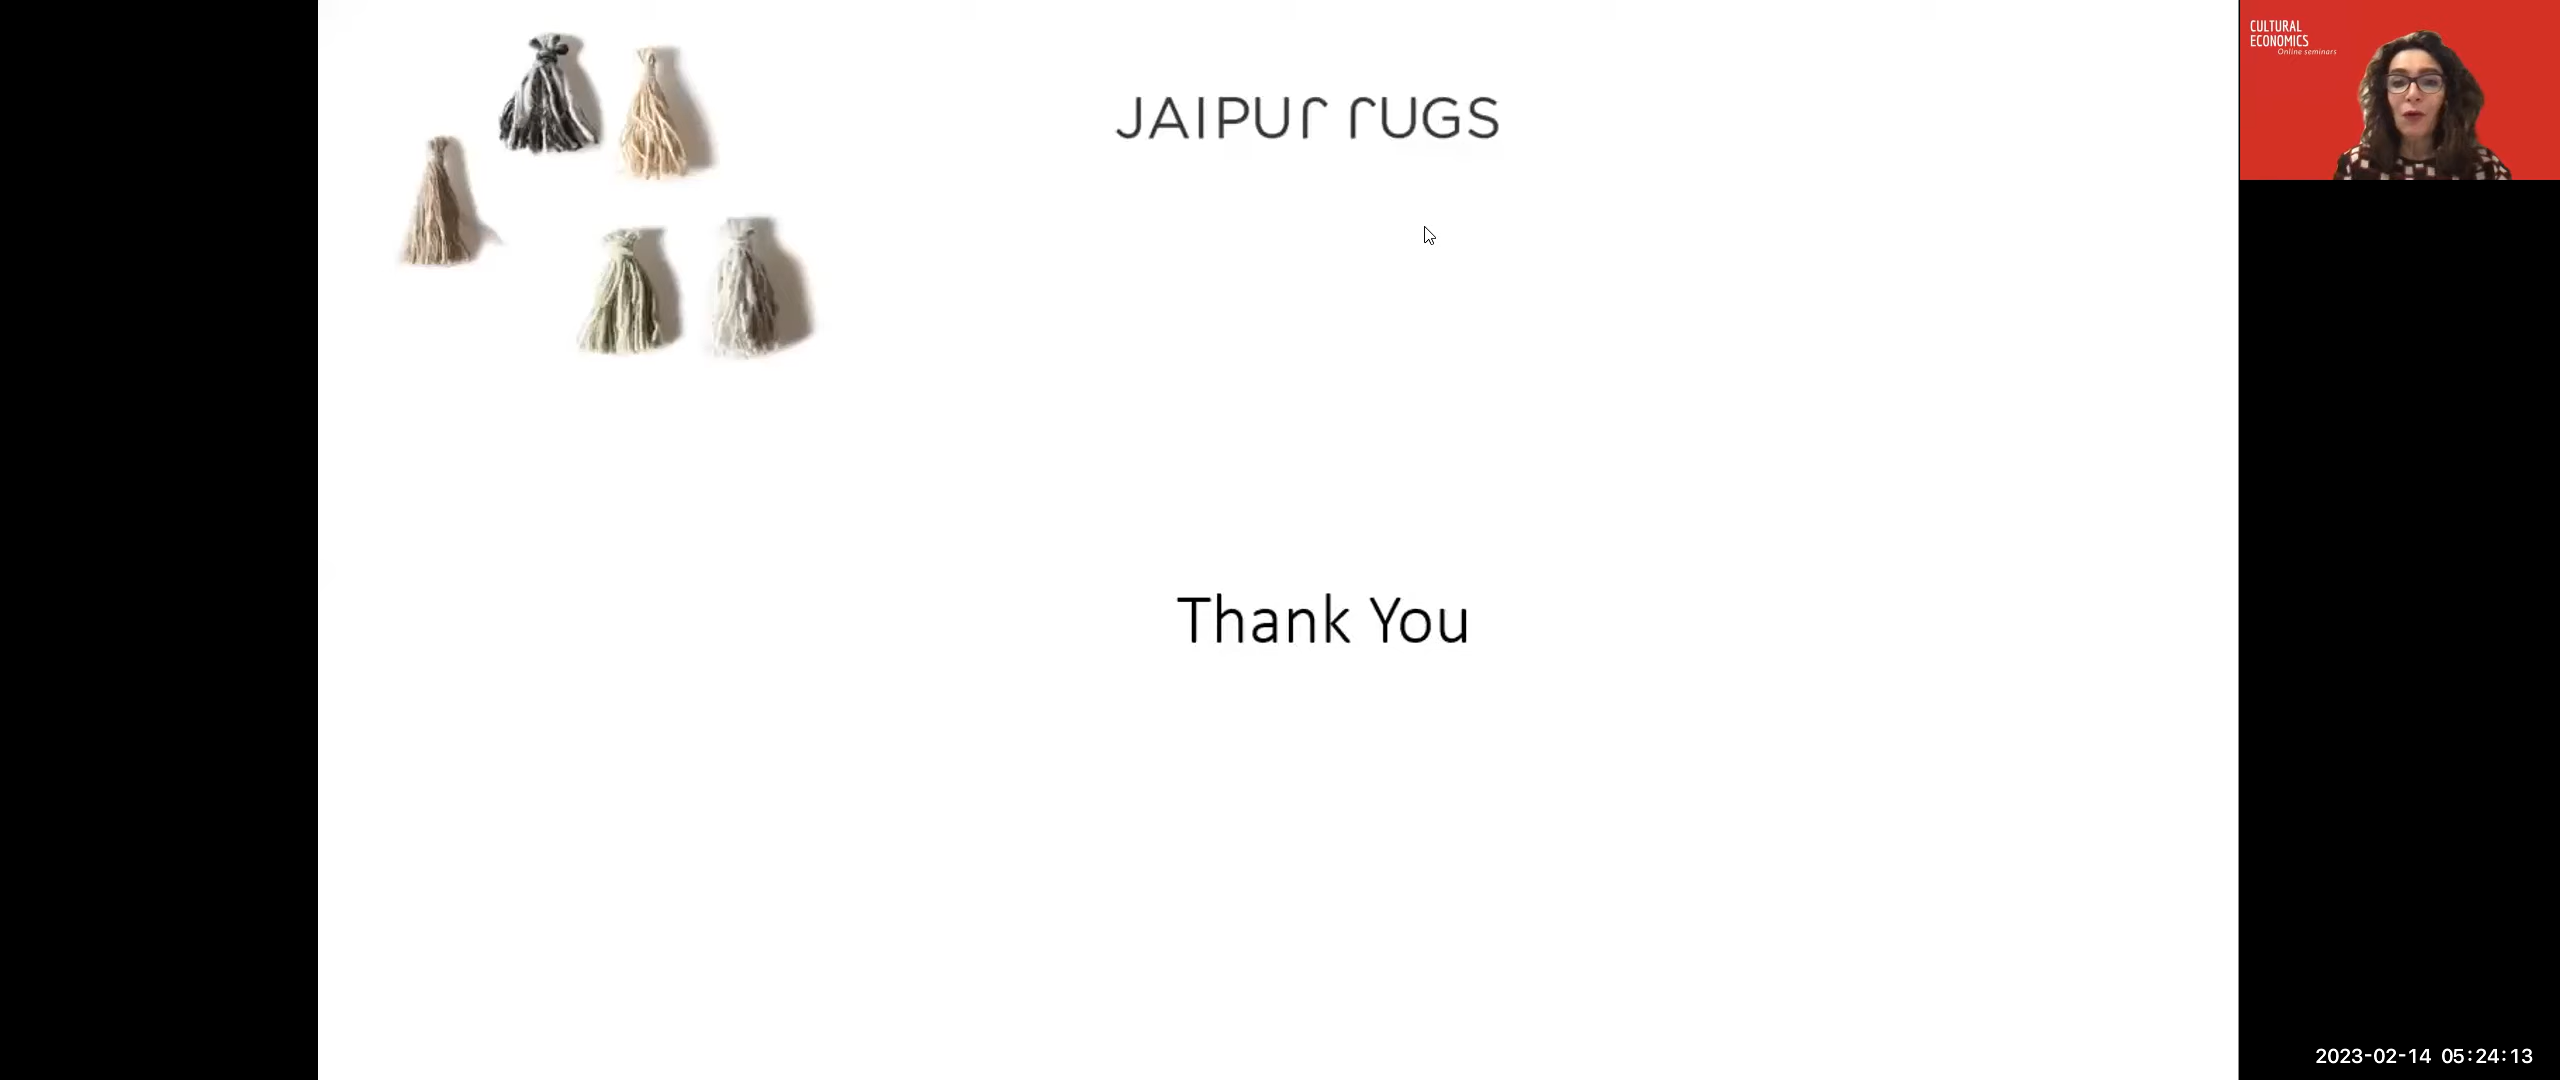 JAIPUR RUGS
CULTURAL
ECONOMICS
Online seminars
Thank You
2023-02-14 05:24:13